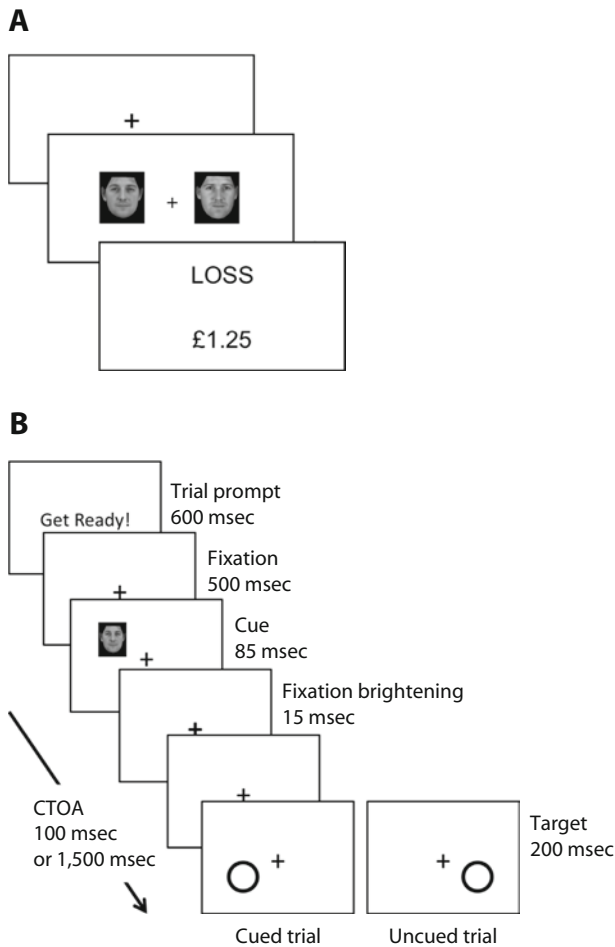 A
+
+
LOSS
£1.25
B
Get Ready!
Trial prompt
600 msec
+
Fixation
500 msec
+
Cue
85 msec
+
Fixation brightening
15 msec
+
CTOA
100 msec
or 1,500 msec
+
+
Target
200 msec
Cued trial
Uncued trial